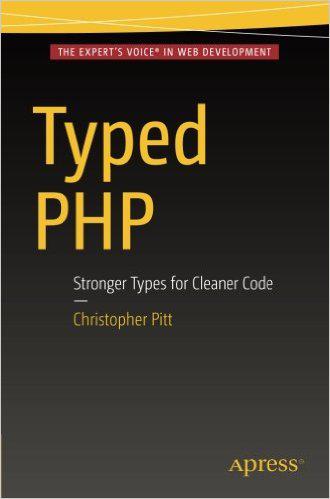 THE EXPERT'S VOICE® IN WEB DEVELOPMENT
Typed
PHP
Stronger Types for Cleaner Code
—
Christopher Pitt
Apress®